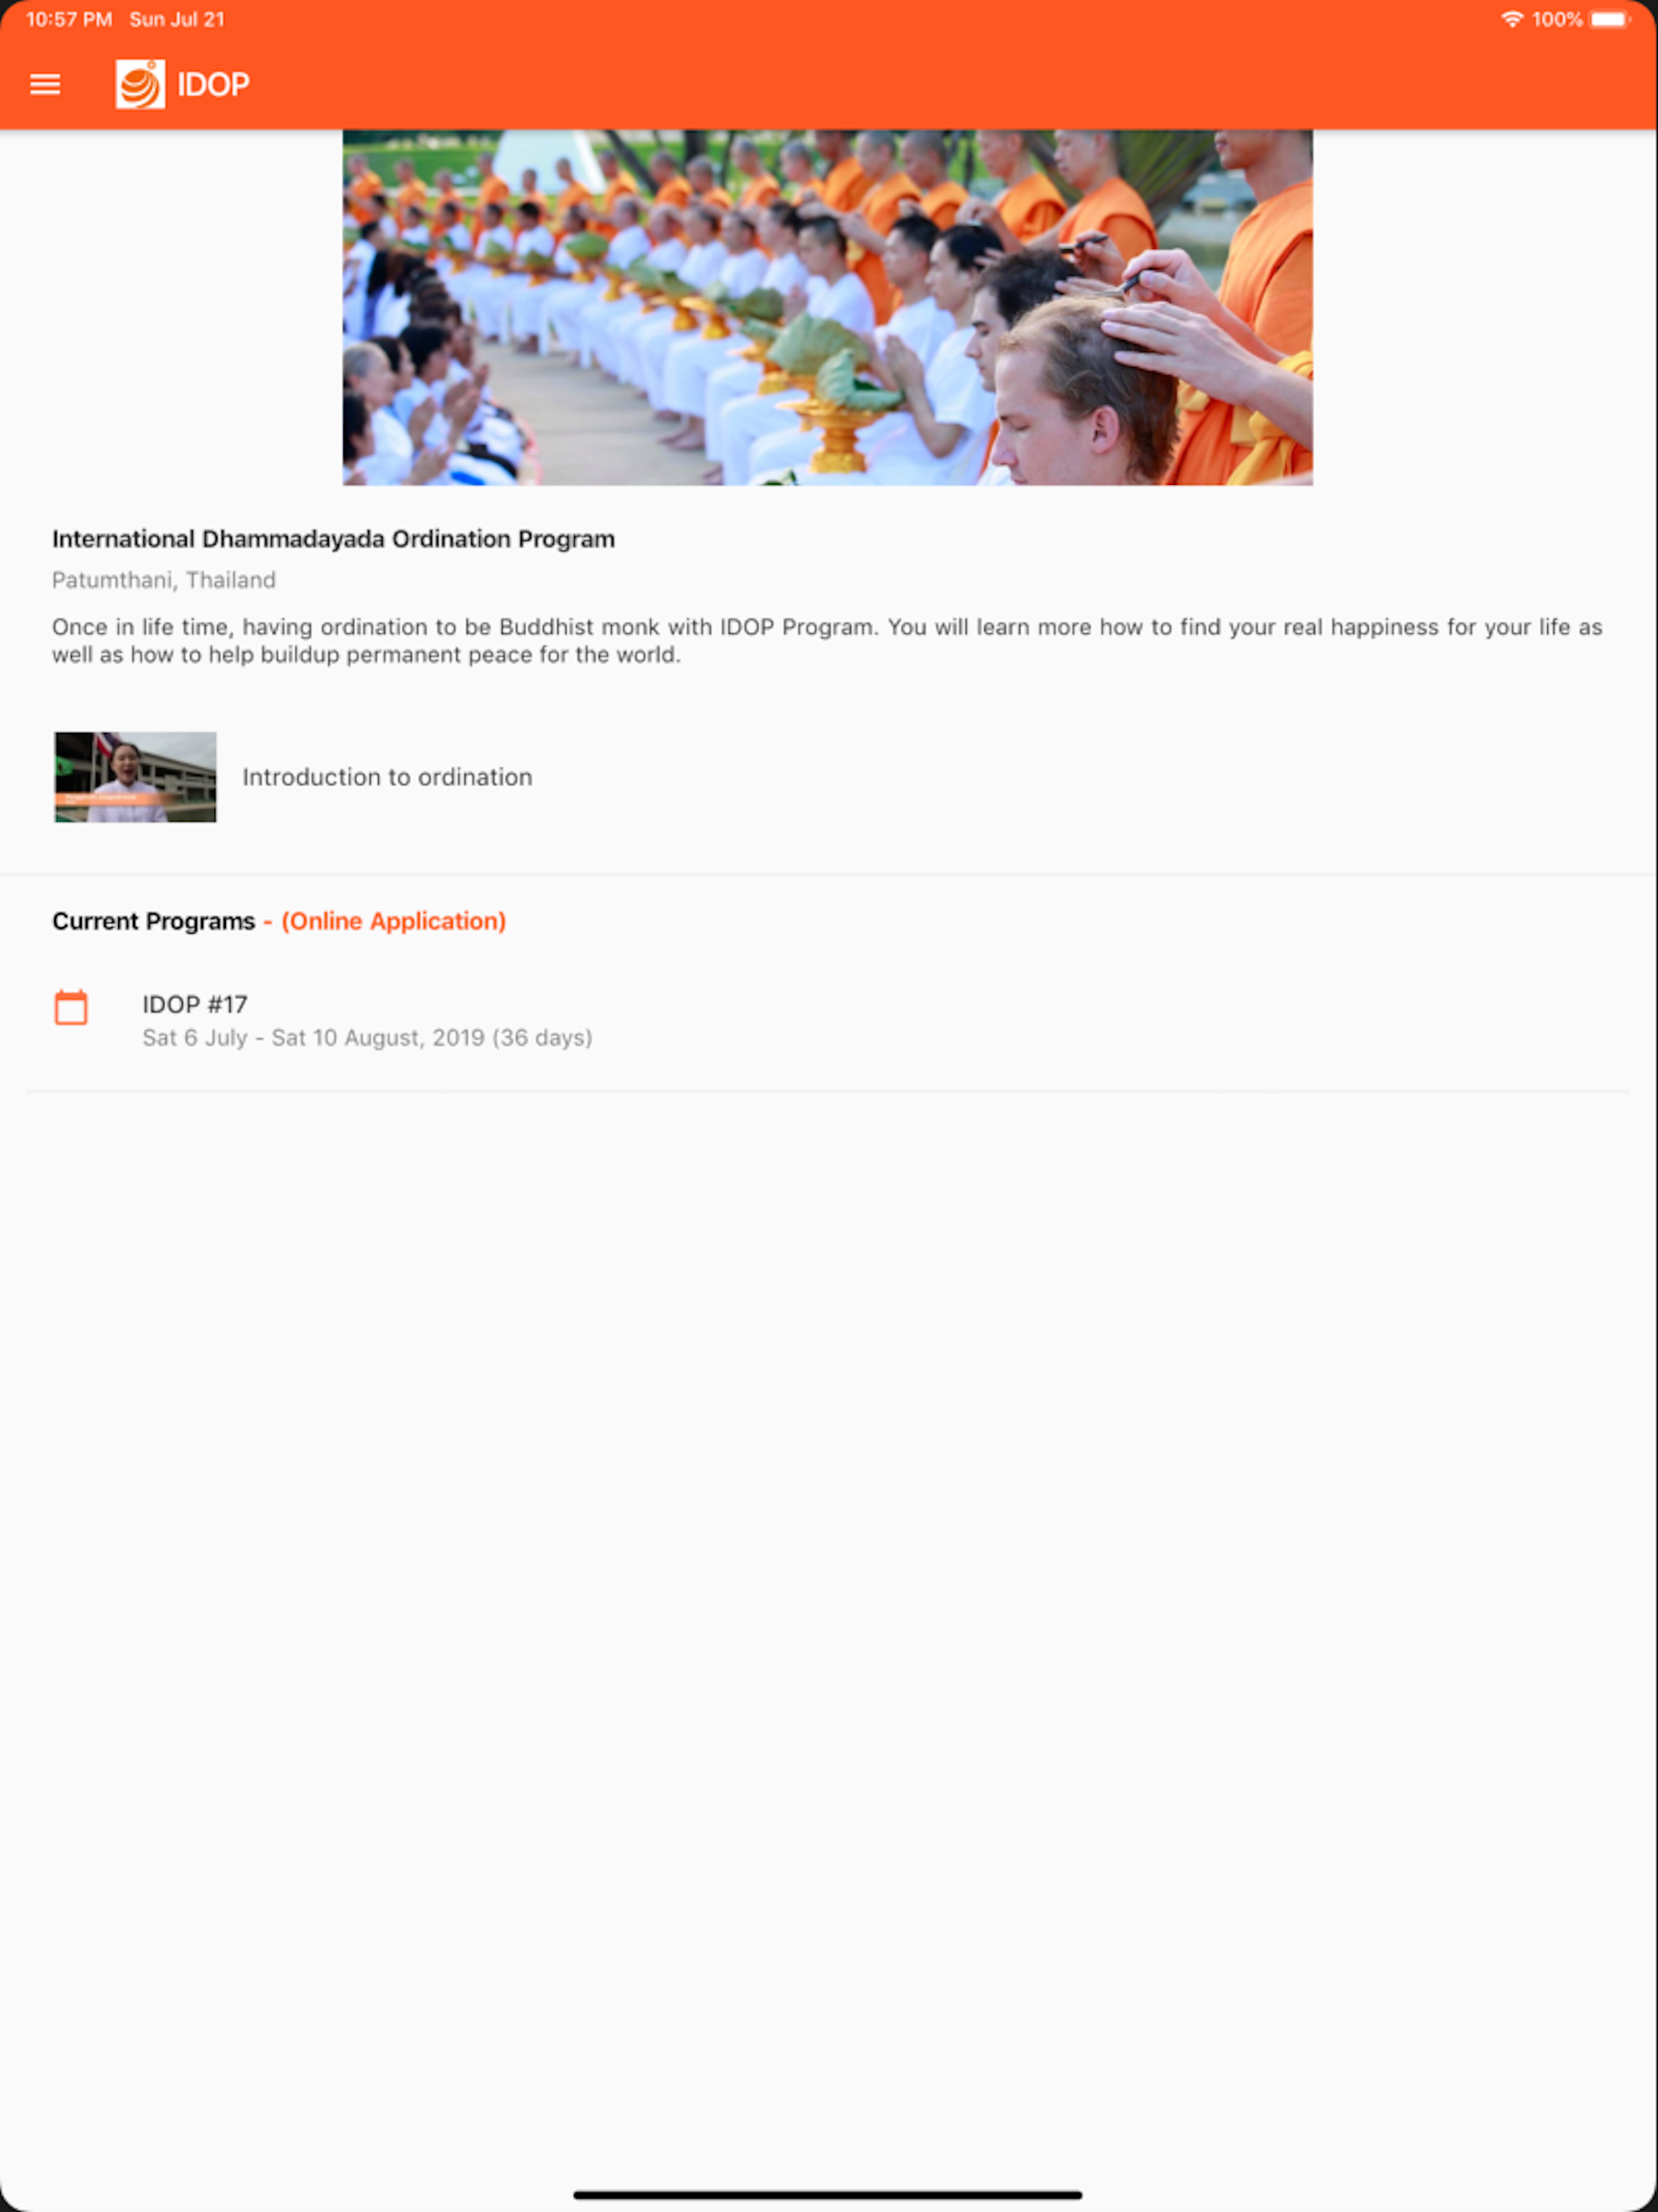 10:57 PM Sun Jul 21
100%
IDOP
International Dhammadayada Ordination Program
Patumthani, Thailand
Once in life time, having ordination to be Buddhist monk with IDOP Program. You will learn more how to find your real happiness for your life as
well as how to help buildup permanent peace for the world.
Introduction to ordination
Current Programs - (Online Application)
IDOP #17
Sat 6 July - Sat 10 August, 2019 (36 days)